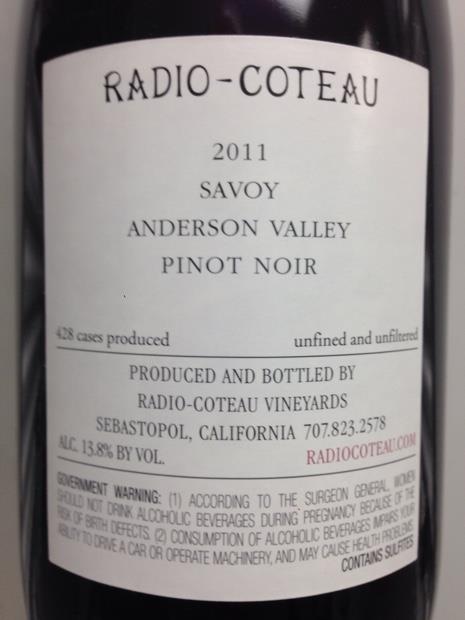 RADIO-COTEAU
2011
SAVOY
ANDERSON VALLEY
PINOT NOIR
428 cases produced unfined and unfiltered
PRODUCED AND BOTTLED BY
RADIO-COTEAU VINEYARDS
SEBASTOPOL, CALIFORNIA 707.823.2578
ALC. 13.8% BY VOL. RADIOCOTEAU.COM
GOVERNMENT WARNING: (1) ACCORDING TO THE SURGEON GENERAL, WOMEN
SHOULD NOT DRINK ALCOHOLIC BEVERAGES DURING PREGNANCY BECAUSE OF THE
RISK OF BIRTH DEFECTS. (2) CONSUMPTION OF ALCOHOLIC BEVERAGES IMPAIRS YOUR
ABILITY TO DRIVE A CAR OR OPERATE MACHINERY, AND MAY CAUSE HEALTH PROBLEMS.
CONTAINS SULFITES